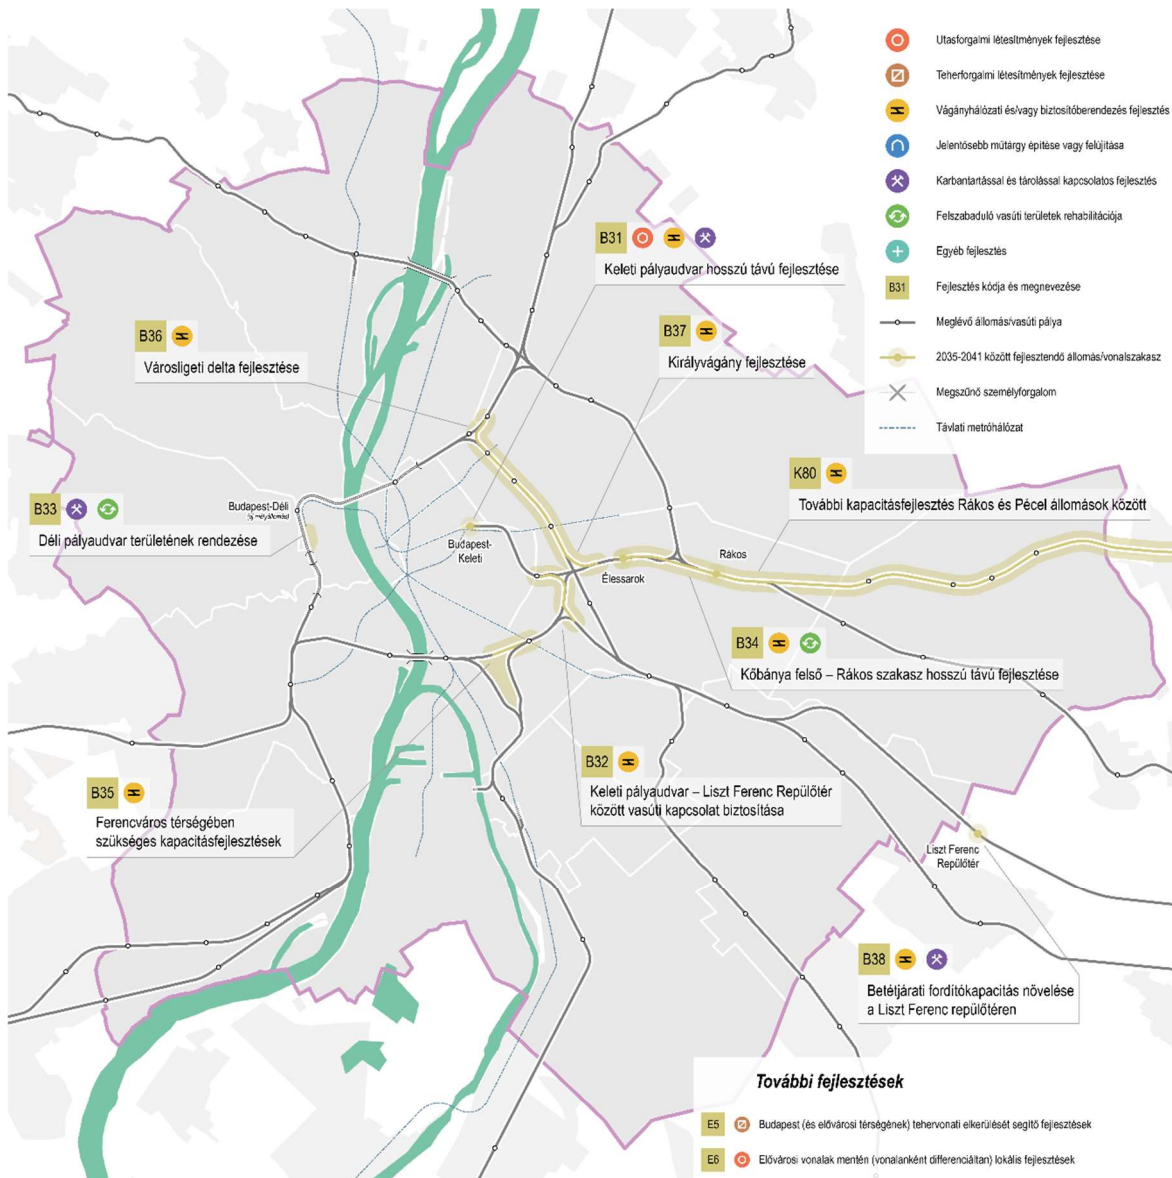 Utasforgalmi létesítmények fejlesztése
Teherforgalmi létesítmények fejlesztése
Vágányhálózati és/vagy biztosítóberendezés fejlesztés
Jelentősebb műtárgy építése vagy felújítása
Karbantartással és tárolással kapcsolatos fejlesztés
Felszabaduló vasúti területek rehabilitációja
Egyéb fejlesztés
B31 Fejlesztés kódja és megnevezése
Meglévő állomás/vasúti pálya
2035-2041 között fejlesztendő állomás/vonalszakasz
Megszűnő személyforgalom
Távlati metróhálózat
B31
Keleti pályaudvar hosszú távú fejlesztése
B36
Városligeti delta fejlesztése
B37
Királyvágány fejlesztése
K80
További kapacitásfejlesztés Rákos és Pécel állomások között
B33
Déli pályaudvar területének rendezése
Budapest-Déli
(új mélyállomás)
Budapest-
Keleti
Élessarok
Rákos
B34
Kőbánya felső – Rákos szakasz hosszú távú fejlesztése
B32
Keleti pályaudvar – Liszt Ferenc Repülőtér
között vasúti kapcsolat biztosítása
B35
Ferencváros térségében
szükséges kapacitásfejlesztések
Liszt Ferenc
Repülőtér
B38
Betétjárati fordítókapacitás növelése
a Liszt Ferenc repülőtéren
További fejlesztések
E5 Budapest (és elővárosi térségének) tehervonati elkerülését segítő fejlesztések
E6 Elővárosi vonalak mentén (vonalanként differenciáltan) lokális fejlesztések